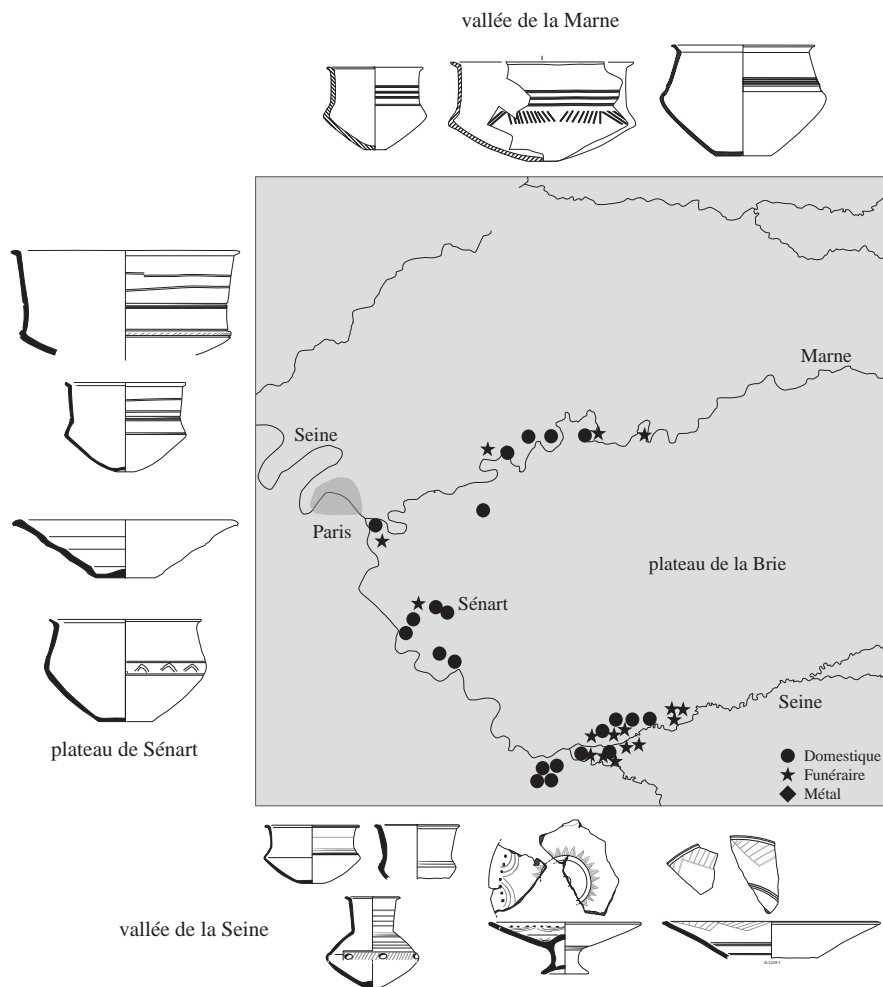 vallée de la Marne
Marne
Seine
Paris
plateau de la Brie
Sénart
Seine
plateau de Sénart
Domestique
Funéraire
Métal
vallée de la Seine